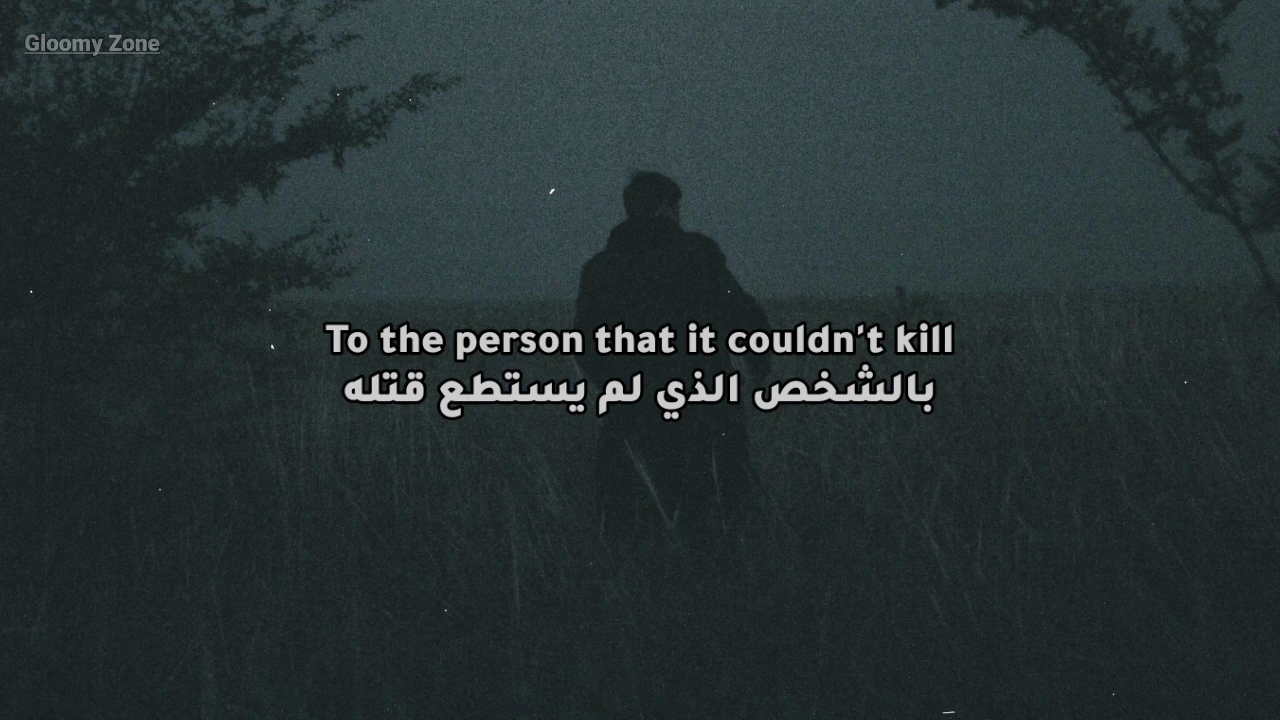 Gloomy Zone
To the person that it couldn't kill
بالشخص الذي لم يستطع قتله